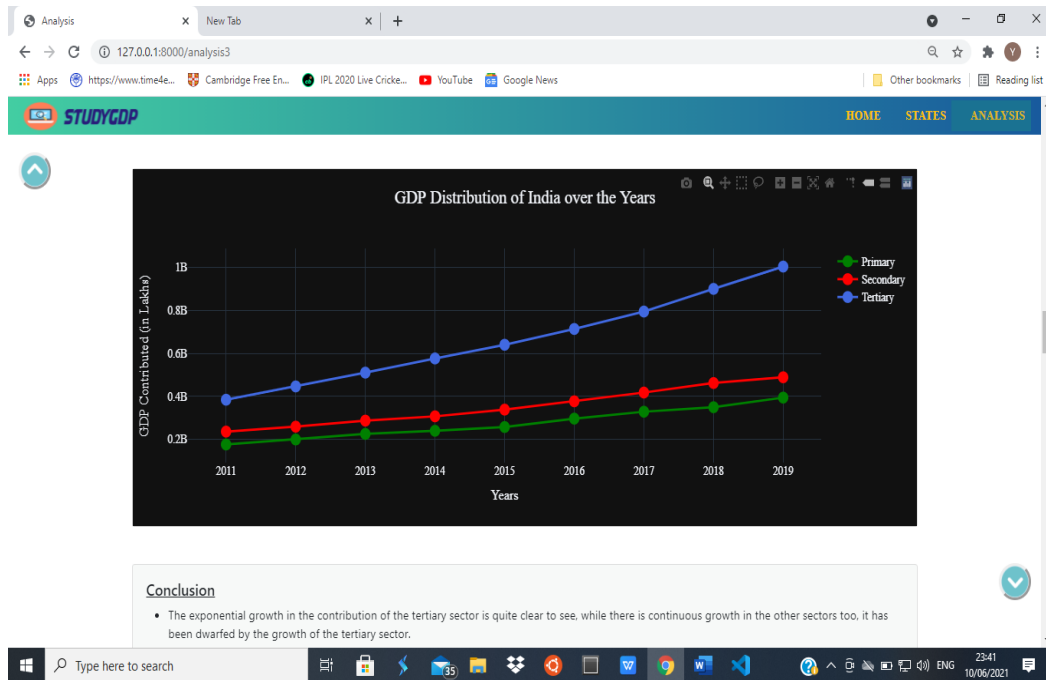 Analysis
New Tab
127.0.0.1:8000/analysis3
Y
Apps
https://www.time4e...
Cambridge Free En...
IPL 2020 Live Cricke...
YouTube
Google News
Other bookmarks
Reading list
STUDYGDP
HOME STATES ANALYSIS
GDP Distribution of India over the Years
GDP Contributed (in Lakhs)
1B
0.8B
0.6B
0.4B
0.2B
2011 2012 2013 2014 2015 2016 2017 2018 2019
Years
Primary
Secondary
Tertiary
Conclusion
• The exponential growth in the contribution of the tertiary sector is quite clear to see, while there is continuous growth in the other sectors too, it has
been dwarfed by the growth of the tertiary sector.
Type here to search
35
W
ENG
23:41
10/06/2021